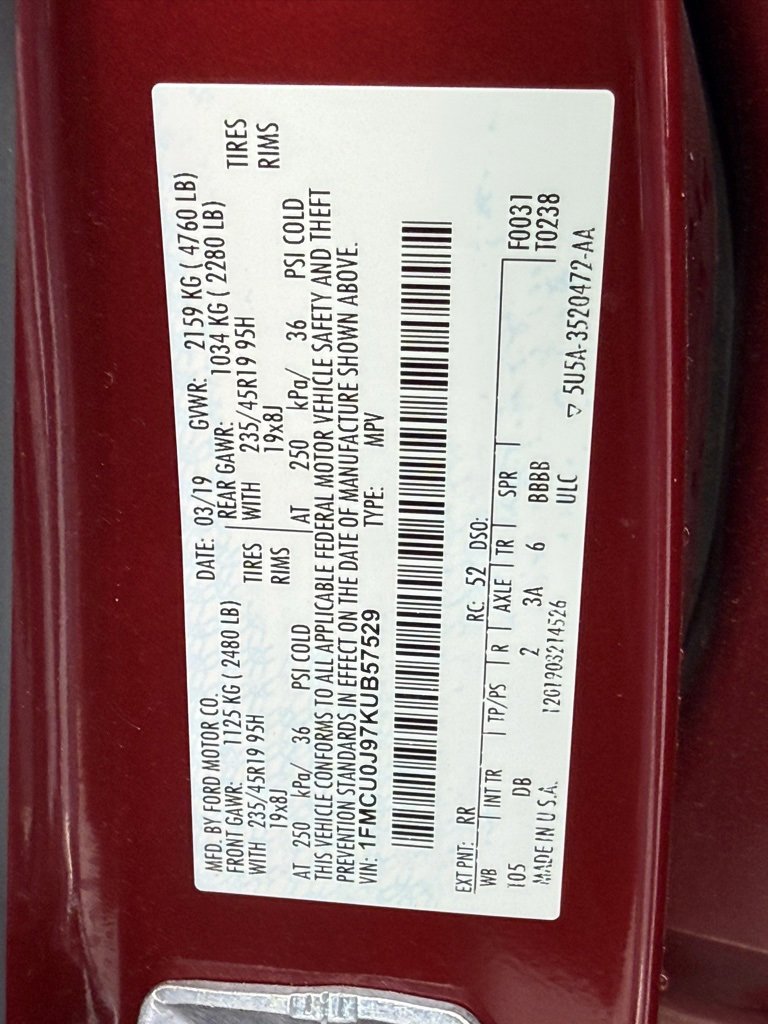 MFD. BY FORD MOTOR CO.
DATE: 03/19 GVWR: 2159 KG ( 4760 LB)
FRONT GAWR: 1125 KG ( 2480 LB) REAR GAWR: 1034 KG ( 2280 LB)
WITH 235/45R19 95H TIRES WITH 235/45R19 95H TIRES
19x8J RIMS 19x8J RIMS
AT 250 kPa/ 36 PSI COLD AT 250 kPa/ 36 PSI COLD
THIS VEHICLE CONFORMS TO ALL APPLICABLE FEDERAL MOTOR VEHICLE SAFETY AND THEFT
PREVENTION STANDARDS IN EFFECT ON THE DATE OF MANUFACTURE SHOWN ABOVE.
VIN: 1FMCU0J97KUB57529 TYPE: MPV
EXT PNT: RR RC: 52 DSO: F0031
WB INT TR TP/PS R AXLE TR SPR T0238
105 DB 2 3A 6 BBBB
MADE IN U.S.A. 12G1903214526 ULC ▽ 5U5A-3520472-AA